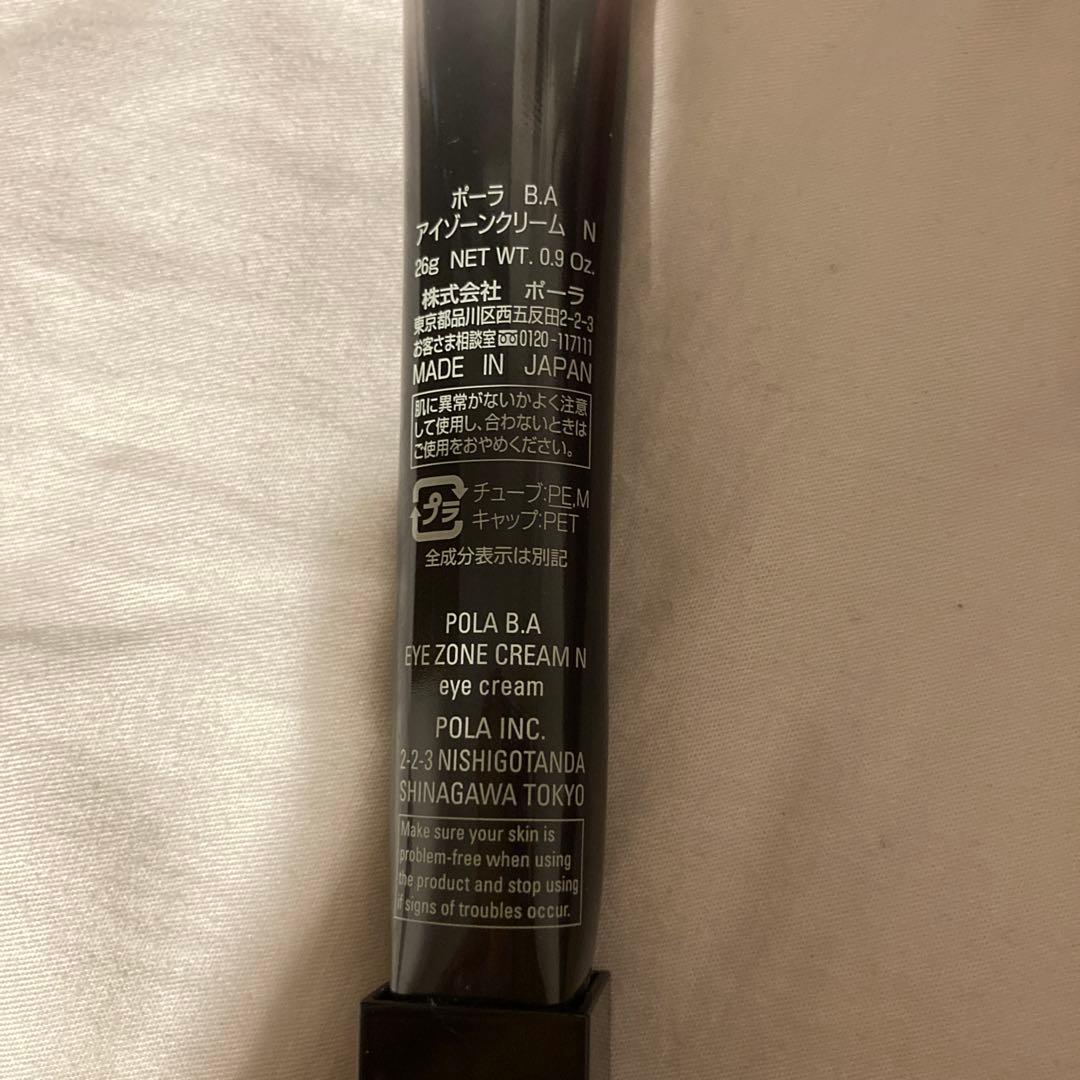 ポーラ B.A
アイゾーンクリーム N
26g NET WT. 0.9 Oz.
株式会社 ポーラ
東京都品川区西五反田2-2-3
お客さま相談室 0120-117111
MADE IN JAPAN
肌に異常がないかよく注意
して使用し、合わないときは
ご使用をおやめください。
プラ
チューブ:PE,M
キャップ:PET
全成分表示は別記
POLA B.A
EYE ZONE CREAM N
eye cream
POLA INC.
2-2-3 NISHIGOTANDA
SHINAGAWA TOKYO
Make sure your skin is
problem-free when using
the product and stop using
if signs of troubles occur.